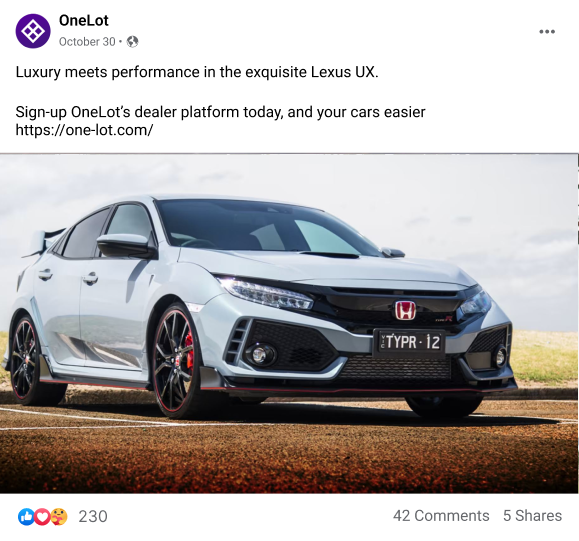 OneLot
October 30 •
Luxury meets performance in the exquisite Lexus UX.
Sign-up OneLot’s dealer platform today, and your cars easier
https://one-lot.com/
TYPE R
TYPR·12
230
42 Comments 5 Shares